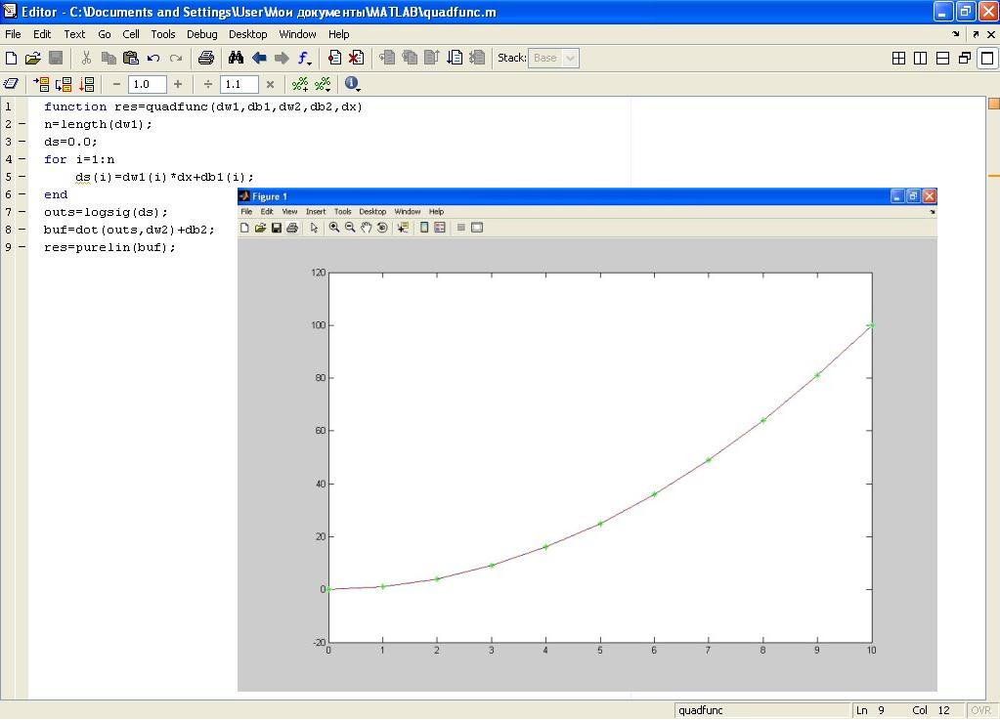 Editor - C:\Documents and Settings\User\Мои документы\MATLAB\quadfunc.m
File Edit Text Go Cell Tools Debug Desktop Window Help
Stack: Base
1.0 1.1
1 function res=quadfunc(dw1,db1,dw2,db2,dx)
2 n=length(dw1);
3 ds=0.0;
4 for i=1:n
5 ds(i)=dw1(i)*dx+db1(i);
6 end
7 outs=logsig(ds);
8 buf=dot(outs,dw2)+db2;
9 res=purelin(buf);
Figure 1
File Edit View Insert Tools Desktop Window Help
120
100
80
60
40
20
0
-20
0 1 2 3 4 5 6 7 8 9 10
quadfunc Ln 9 Col 12 OVR